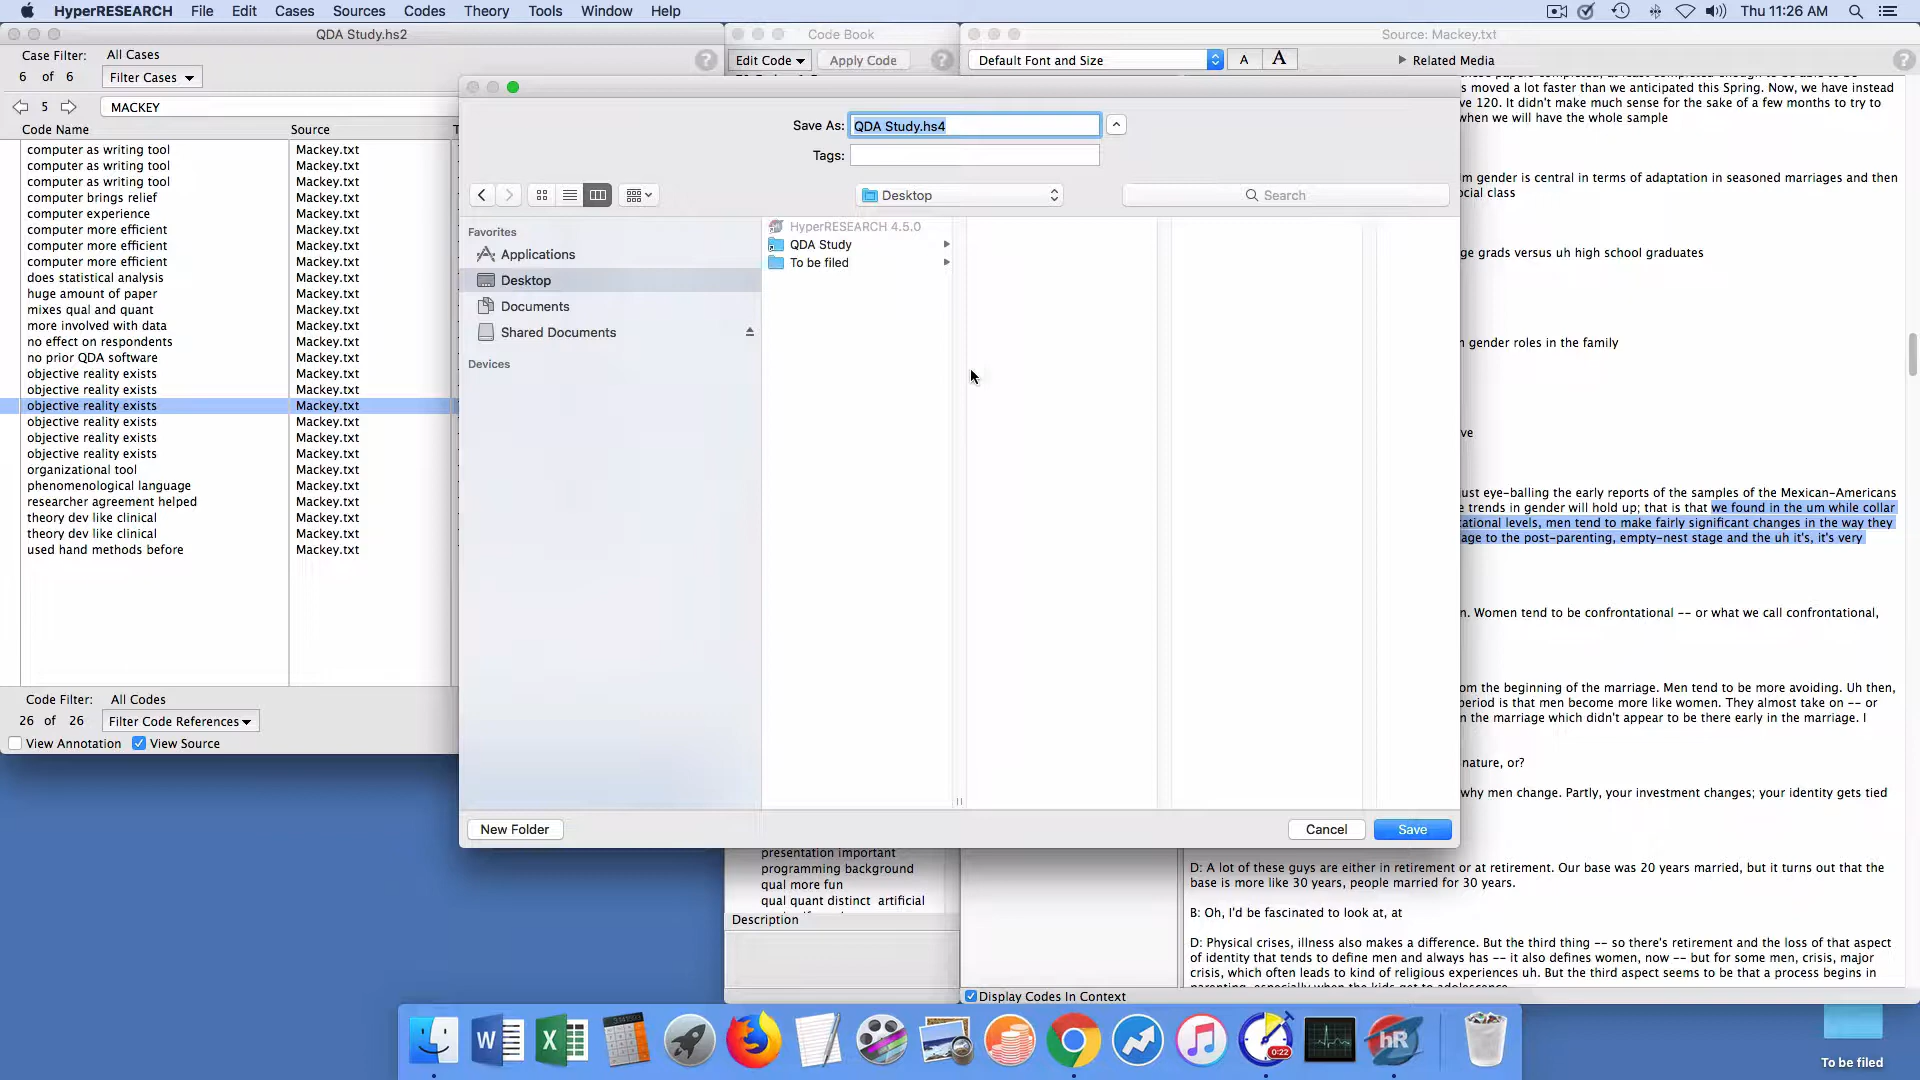 HyperRESEARCH File Edit Cases Sources Codes Theory Tools Window Help Thu 11:26 AM
QDA Study.hs2
Case Filter: All Cases
6 of 6 Filter Cases
5 MACKEY
Code Name Source
computer as writing tool Mackey.txt
computer as writing tool Mackey.txt
computer as writing tool Mackey.txt
computer brings relief Mackey.txt
computer experience Mackey.txt
computer more efficient Mackey.txt
computer more efficient Mackey.txt
computer more efficient Mackey.txt
does statistical analysis Mackey.txt
huge amount of paper Mackey.txt
mixes qual and quant Mackey.txt
more involved with data Mackey.txt
no effect on respondents Mackey.txt
no prior QDA software Mackey.txt
objective reality exists Mackey.txt
objective reality exists Mackey.txt
objective reality exists Mackey.txt
objective reality exists Mackey.txt
objective reality exists Mackey.txt
objective reality exists Mackey.txt
organizational tool Mackey.txt
phenomenological language Mackey.txt
researcher agreement helped Mackey.txt
theory dev like clinical Mackey.txt
theory dev like clinical Mackey.txt
used hand methods before Mackey.txt
Code Filter: All Codes
26 of 26 Filter Code References
View Annotation View Source
Code Book
Edit Code Apply Code
Save As: QDA Study.hs4
Tags:
Desktop
Search
Favorites
Applications
Desktop
Documents
Shared Documents
Devices
HyperRESEARCH 4.5.0
QDA Study
To be filed
New Folder Cancel Save
presentation important
programming background
qual more fun
qual quant distinct artificial
Description
Source: Mackey.txt
Default Font and Size A A Related Media
s moved a lot faster than we anticipated this Spring. Now, we have instead
ve 120. It didn't make much sense for the sake of a few months to try to
when we will have the whole sample
m gender is central in terms of adaptation in seasoned marriages and then
ocial class
ge grads versus uh high school graduates
n gender roles in the family
ve
ust eye-balling the early reports of the samples of the Mexican-Americans
e trends in gender will hold up; that is that we found in the um while collar
cational levels, men tend to make fairly significant changes in the way they
age to the post-parenting, empty-nest stage and the uh it's, it's very
n. Women tend to be confrontational -- or what we call confrontational,
om the beginning of the marriage. Men tend to be more avoiding. Uh then,
period is that men become more like women. They almost take on -- or
n the marriage which didn't appear to be there early in the marriage. I
nature, or?
why men change. Partly, your investment changes; your identity gets tied
D: A lot of these guys are either in retirement or at retirement. Our base was 20 years married, but it turns out that the
base is more like 30 years, people married for 30 years.
B: Oh, I'd be fascinated to look at, at
D: Physical crises, illness also makes a difference. But the third thing -- so there's retirement and the loss of that aspect
of identity that tends to define men and always has -- it also defines women, now -- but for some men, crisis, major
crisis, which often leads to kind of religious experiences uh. But the third aspect seems to be that a process begins in
Display Codes In Context
0:22
hR
To be filed